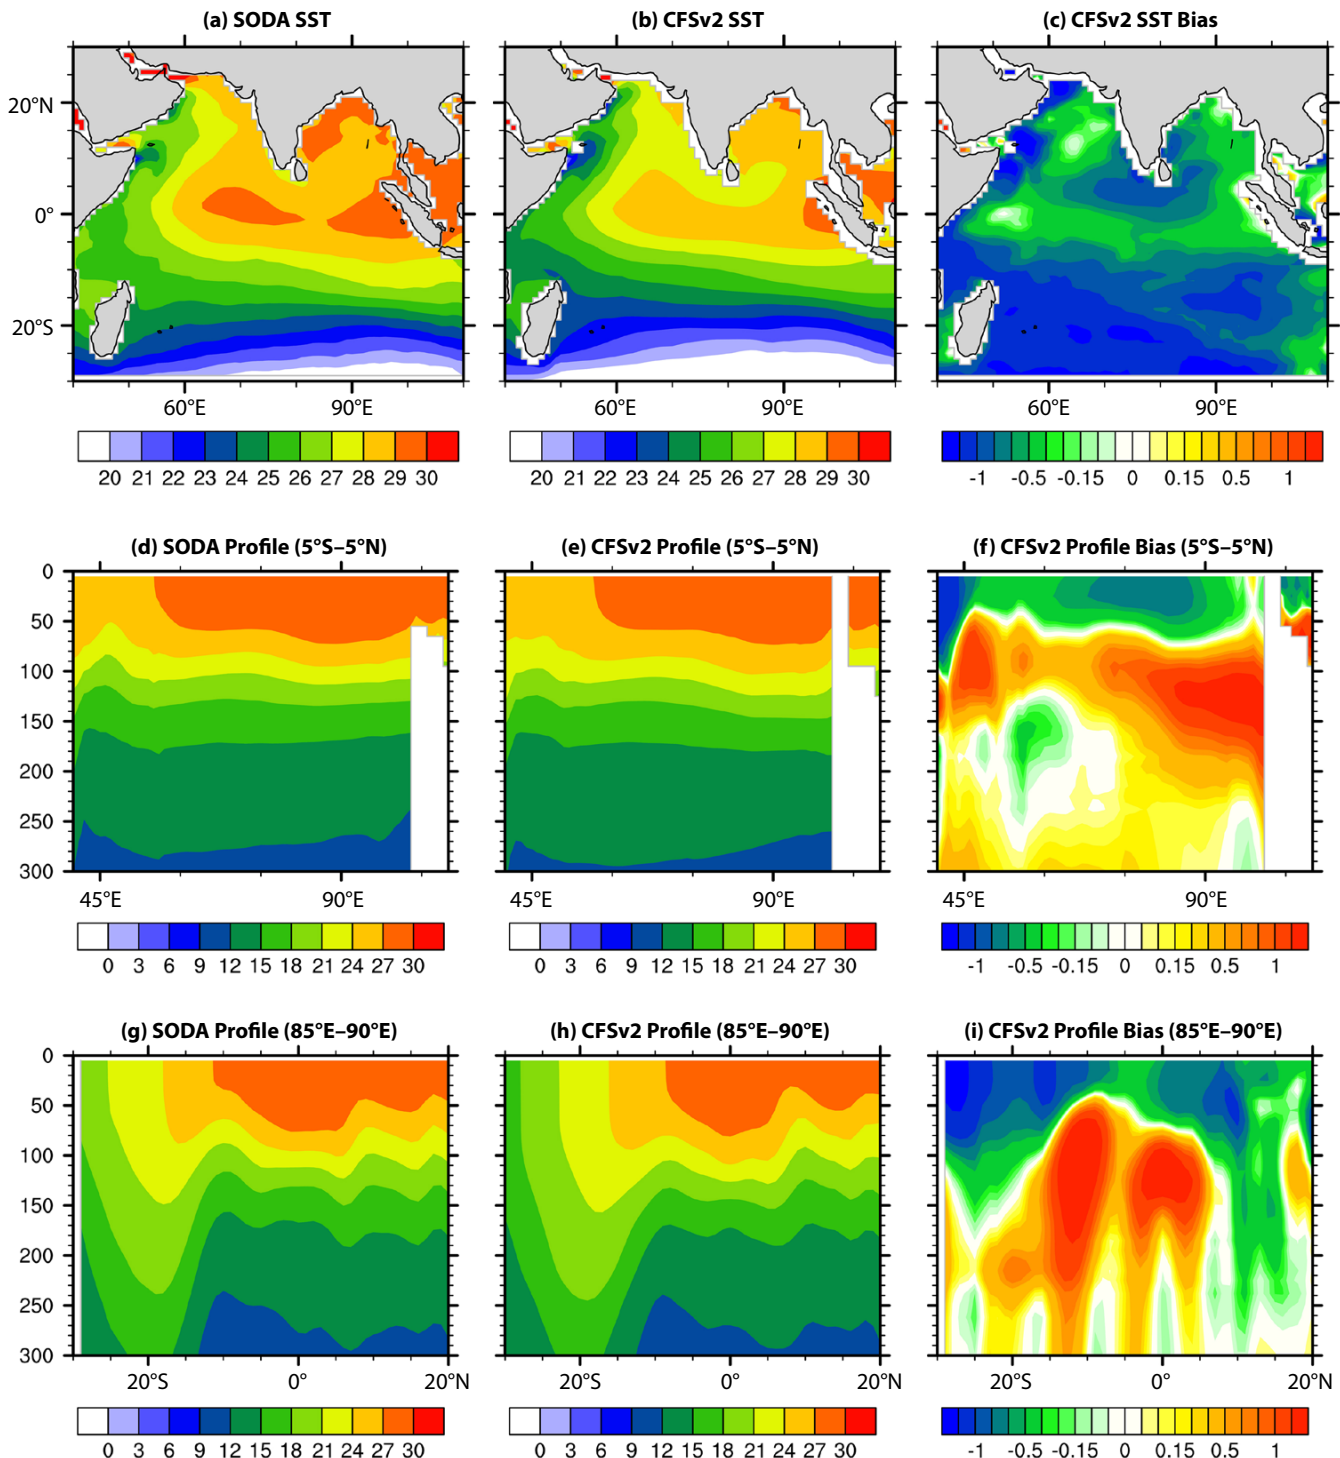 (a) SODA SST
(b) CFSv2 SST
(c) CFSv2 SST Bias
20°N
0°
20°S
60°E 90°E
60°E 90°E
60°E 90°E
20 21 22 23 24 25 26 27 28 29 30
20 21 22 23 24 25 26 27 28 29 30
-1 -0.5 -0.15 0 0.15 0.5 1
(d) SODA Profile (5°S–5°N)
(e) CFSv2 Profile (5°S–5°N)
(f) CFSv2 Profile Bias (5°S–5°N)
0
50
100
150
200
250
300
45°E 90°E
45°E 90°E
45°E 90°E
0 3 6 9 12 15 18 21 24 27 30
0 3 6 9 12 15 18 21 24 27 30
-1 -0.5 -0.15 0 0.15 0.5 1
(g) SODA Profile (85°E–90°E)
(h) CFSv2 Profile (85°E–90°E)
(i) CFSv2 Profile Bias (85°E–90°E)
0
50
100
150
200
250
300
20°S 0° 20°N
20°S 0° 20°N
20°S 0° 20°N
0 3 6 9 12 15 18 21 24 27 30
0 3 6 9 12 15 18 21 24 27 30
-1 -0.5 -0.15 0 0.15 0.5 1